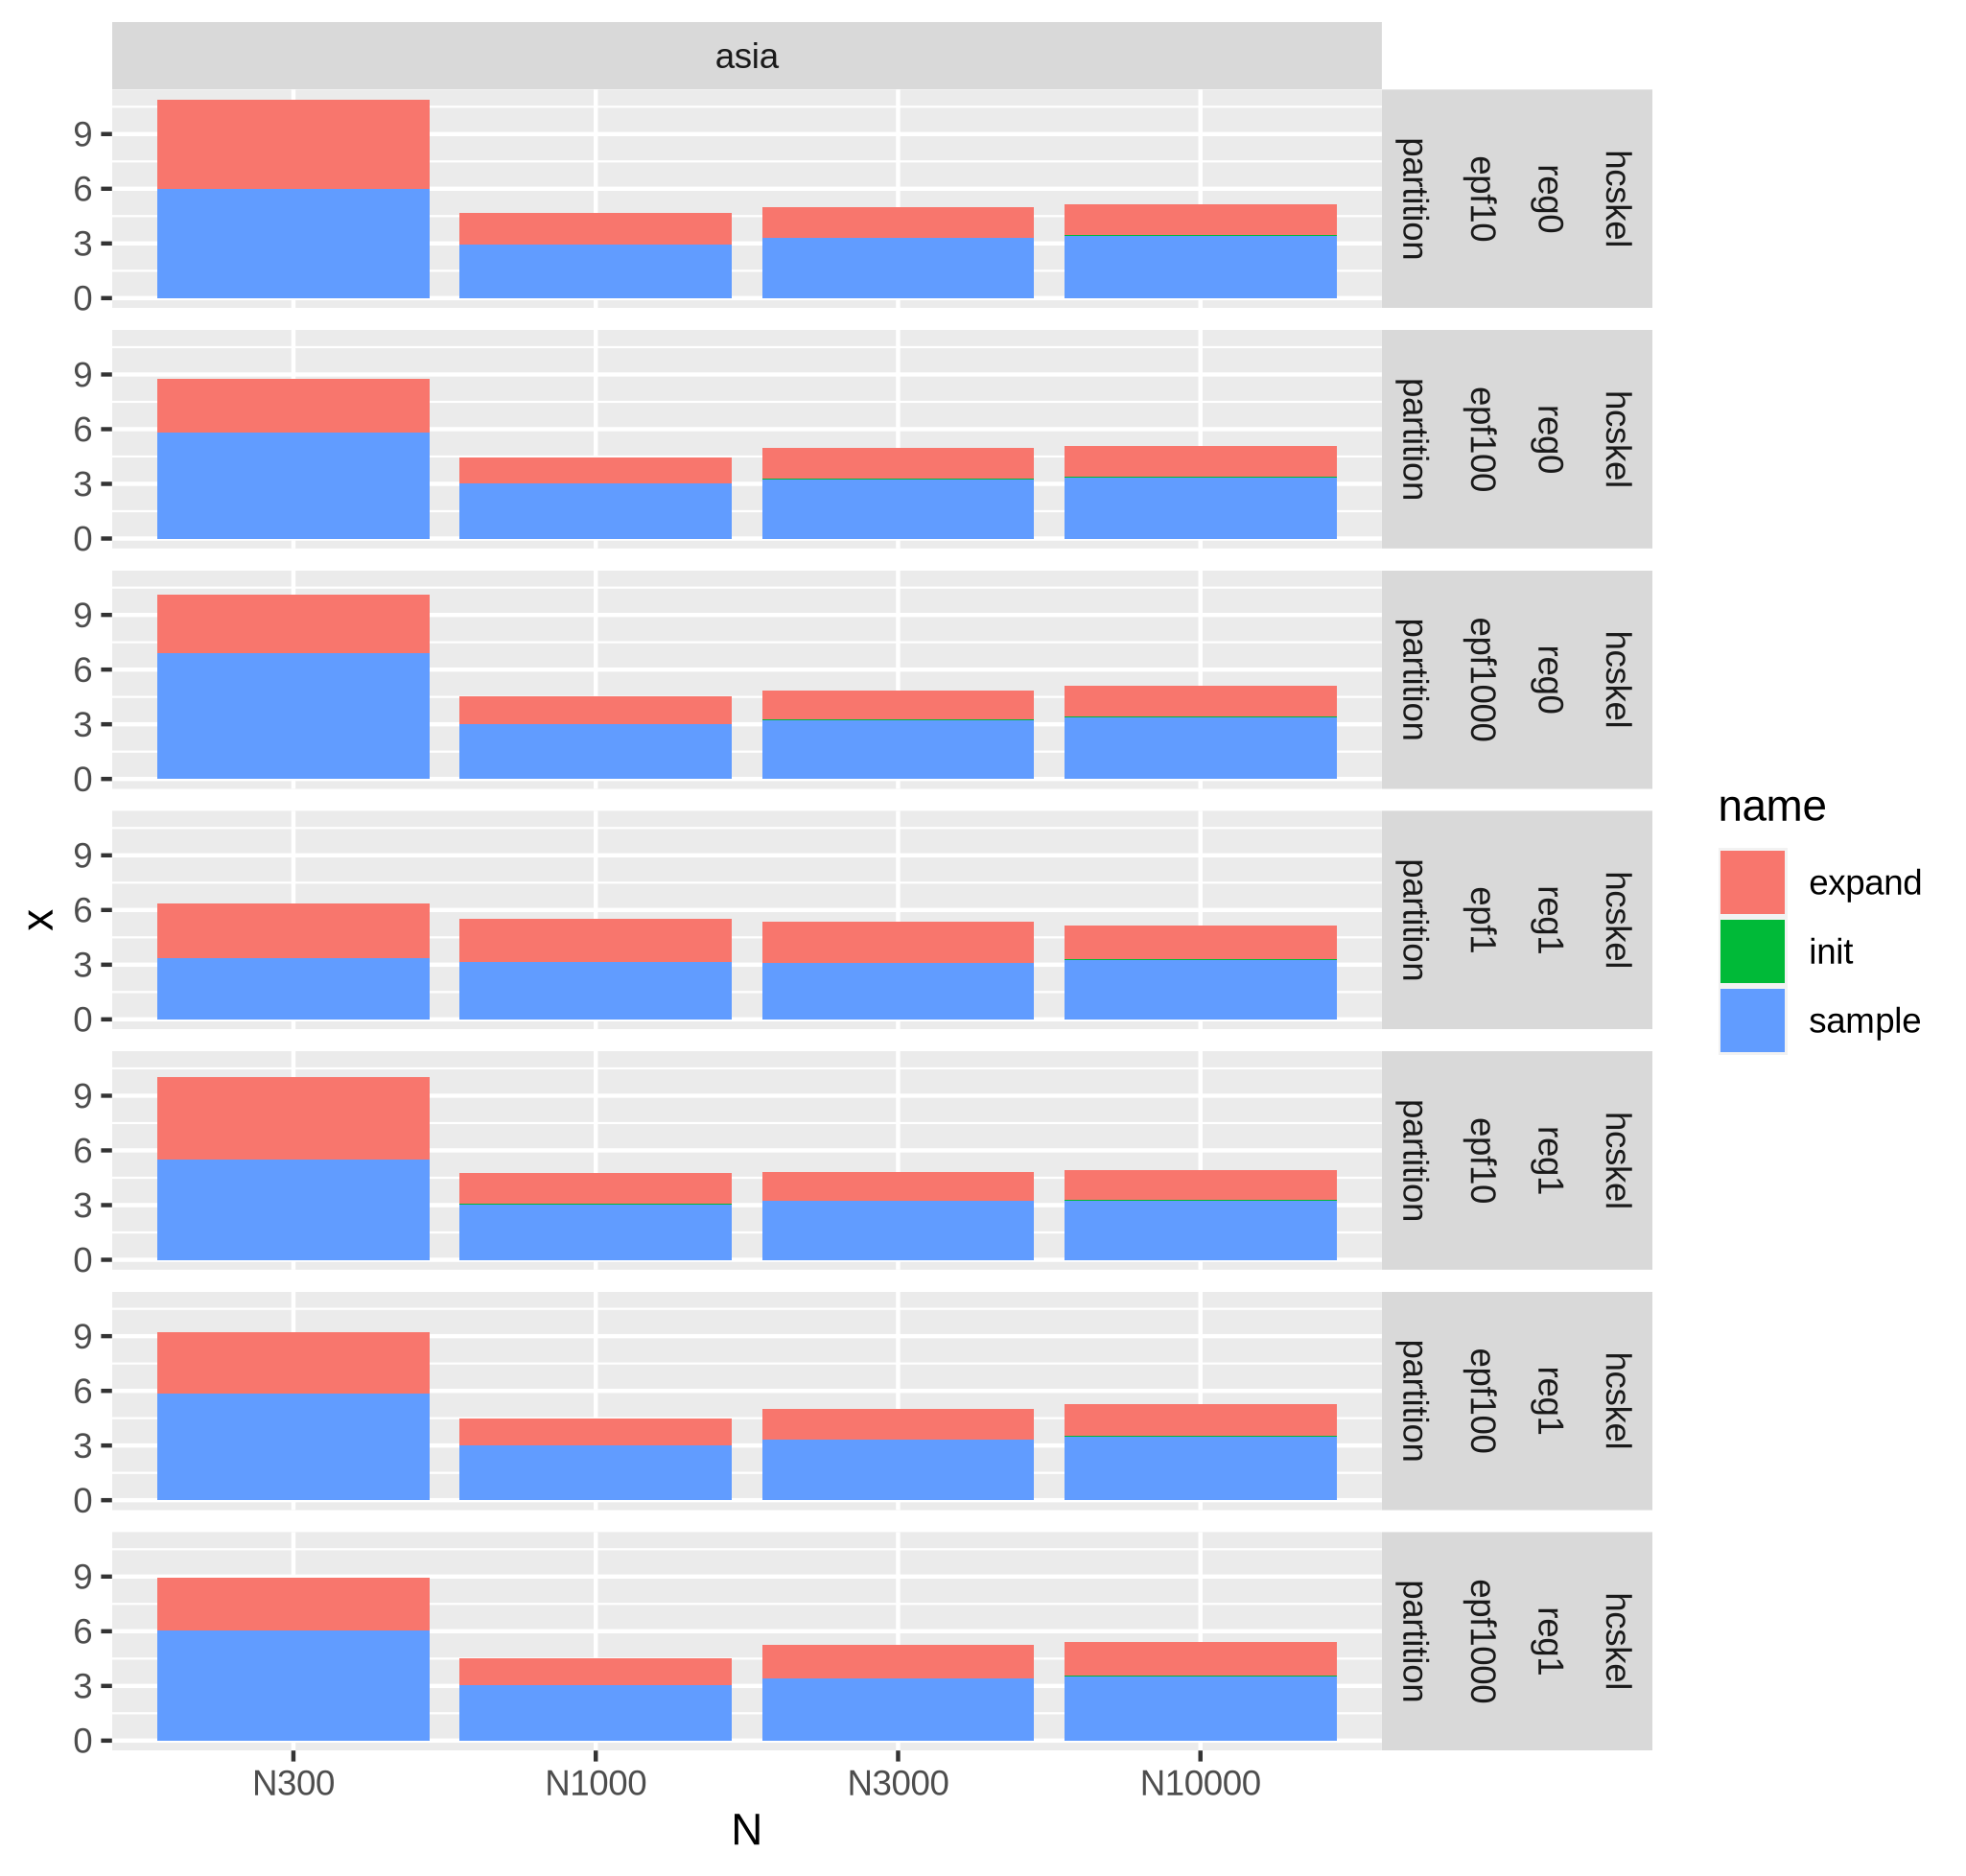 asia
9
6
3
0
partition
epf10
reg0
hcskel
9
6
3
0
partition
epf100
reg0
hcskel
9
6
3
0
partition
epf1000
reg0
hcskel
9
6
3
0
partition
epf1
reg1
hcskel
9
6
3
0
partition
epf10
reg1
hcskel
9
6
3
0
partition
epf100
reg1
hcskel
9
6
3
0
partition
epf1000
reg1
hcskel
N300 N1000 N3000 N10000
N
x
name
expand
init
sample